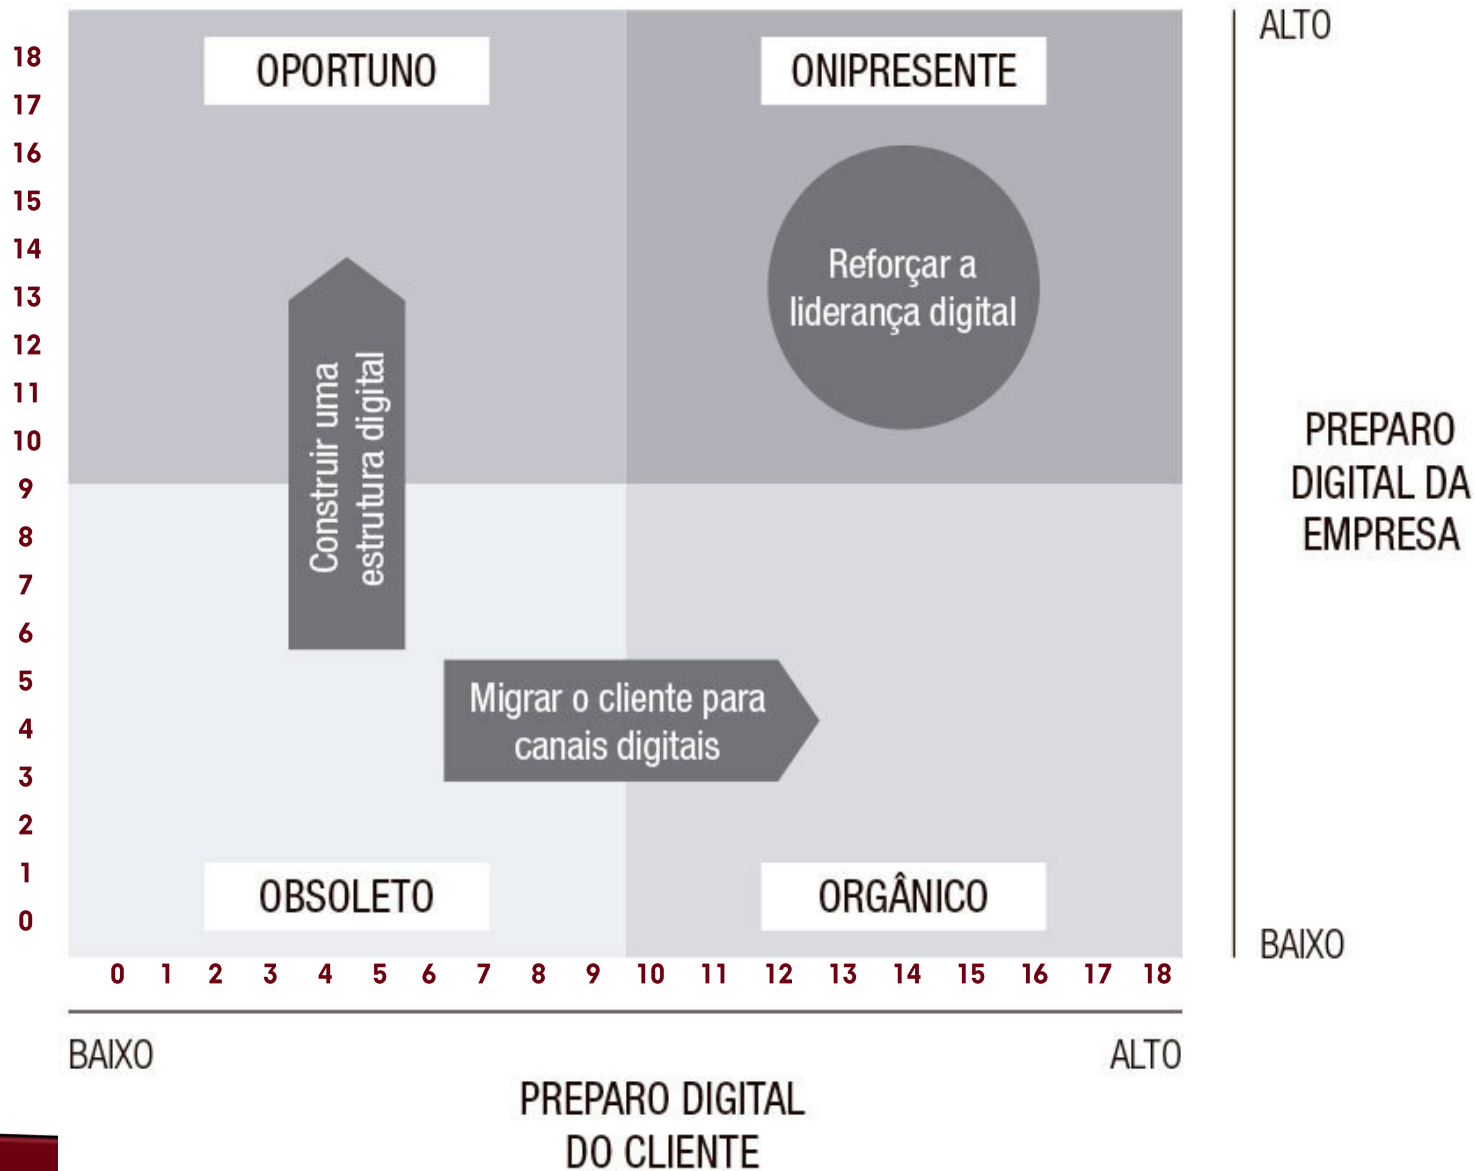 ALTO
18
OPORTUNO
ONIPRESENTE
17
16
15
14
Reforçar a
liderança digital
13
12
11
10
9
8
7
6
Construir uma
estrutura digital
PREPARO
DIGITAL DA
EMPRESA
5
Migrar o cliente para
canais digitais
4
3
2
1
OBSOLETO
ORGÂNICO
0
BAIXO
0 1 2 3 4 5 6 7 8 9 10 11 12 13 14 15 16 17 18
BAIXO
ALTO
PREPARO DIGITAL
DO CLIENTE